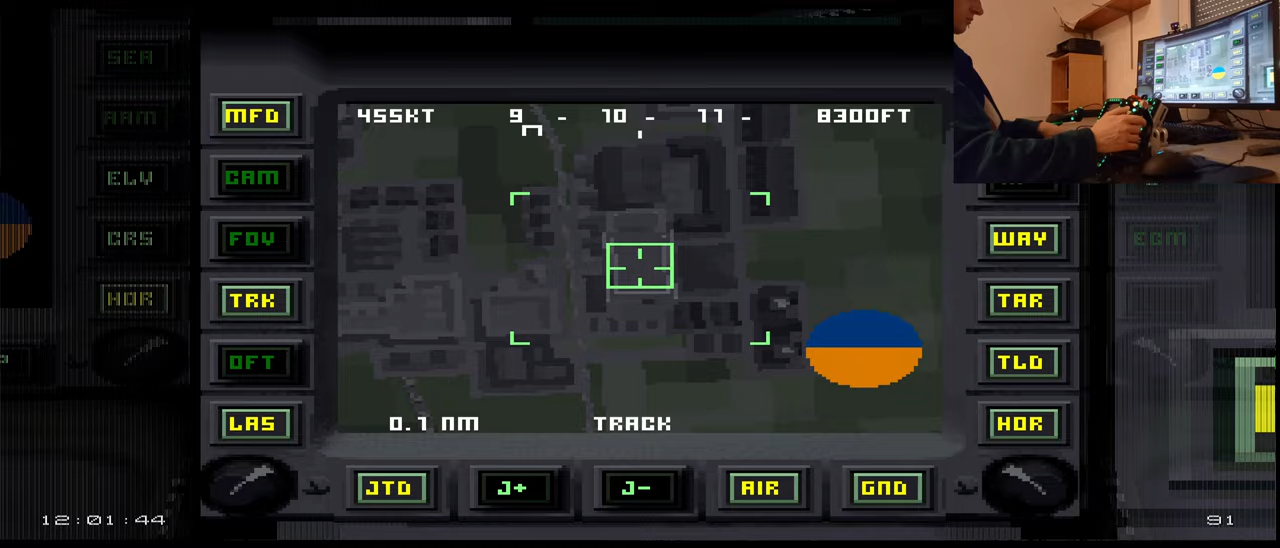 SEA
AAM
ELV
CRS
HOR
MFD
CAM
FOV
TRK
OFT
LAS
455KT
9 - 10 - 11 -
8300FT
0.1 NM
TRACK
WAY
TAR
TLD
HOR
ECM
JTD
J+
J-
AIR
GND
12:01:44
91